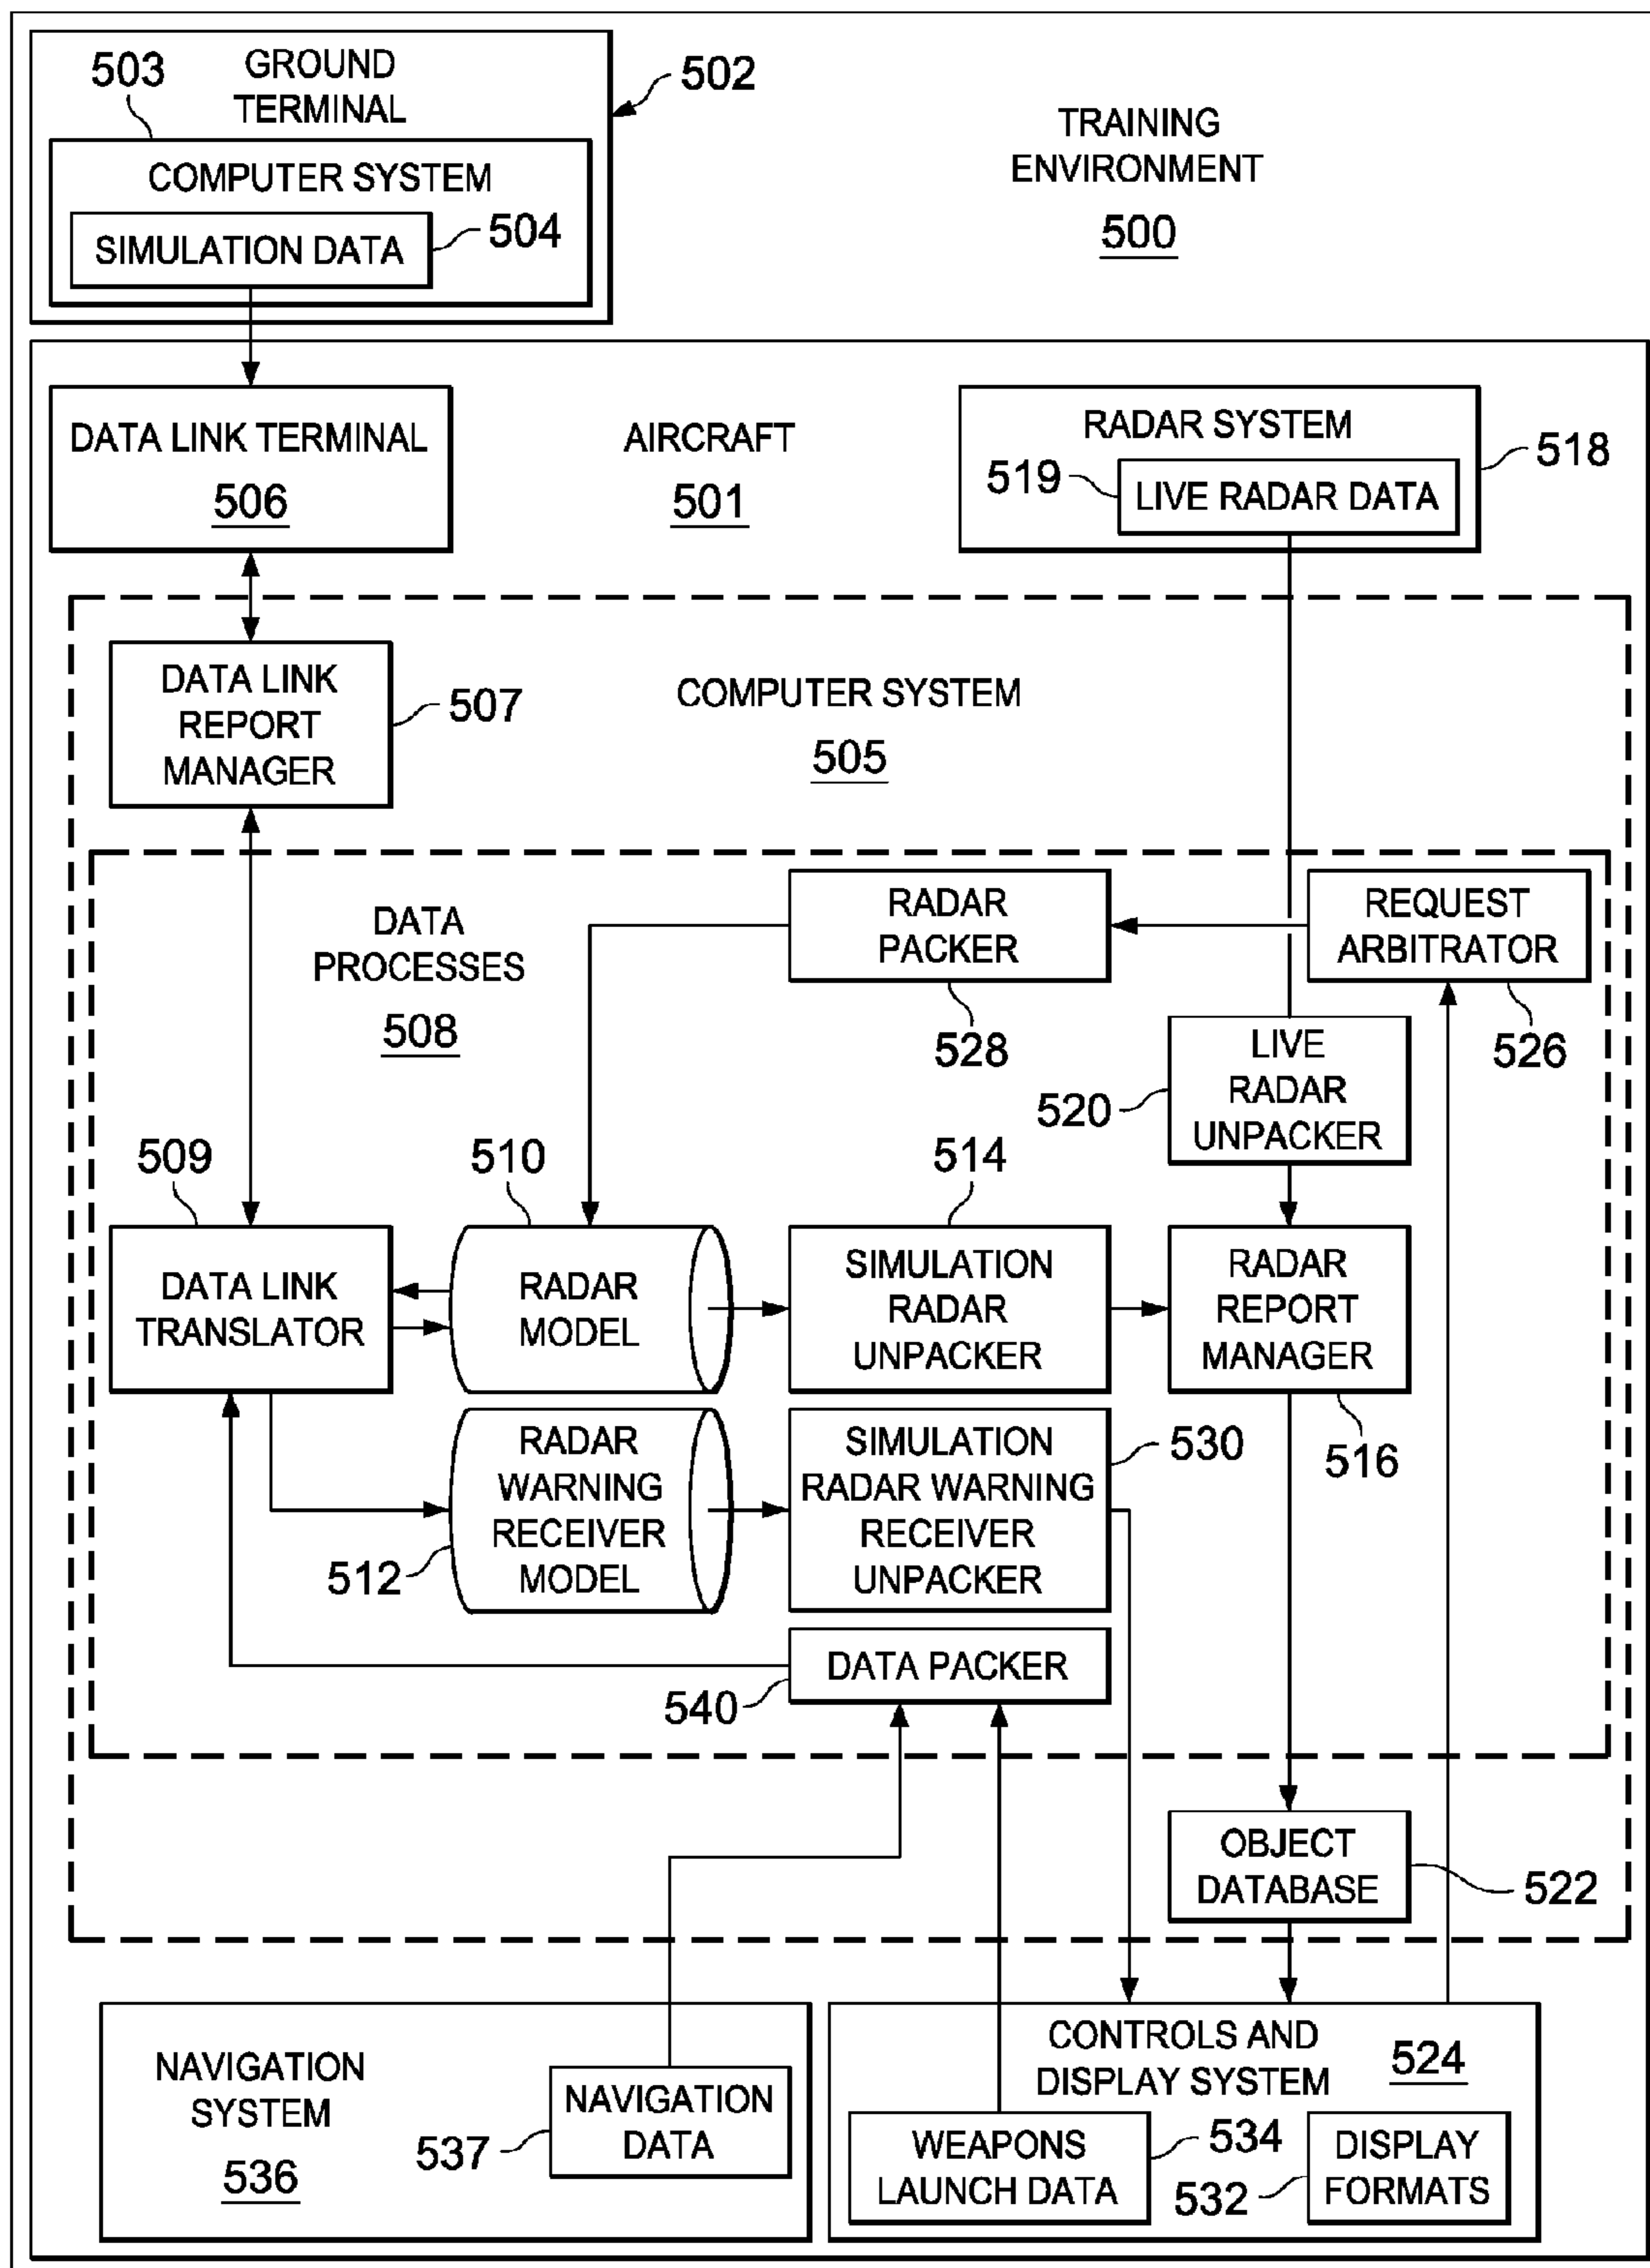 503
GROUND
TERMINAL
502
COMPUTER SYSTEM
SIMULATION DATA
504
TRAINING
ENVIRONMENT
500
DATA LINK TERMINAL
506
AIRCRAFT
501
RADAR SYSTEM
518
519
LIVE RADAR DATA
DATA LINK
REPORT
MANAGER
507
COMPUTER SYSTEM
505
DATA
PROCESSES
508
RADAR
PACKER
528
REQUEST
ARBITRATOR
526
LIVE
RADAR
UNPACKER
520
509
510
514
DATA LINK
TRANSLATOR
RADAR
MODEL
SIMULATION
RADAR
UNPACKER
RADAR
REPORT
MANAGER
516
RADAR
WARNING
RECEIVER
MODEL
512
SIMULATION
RADAR WARNING
RECEIVER
UNPACKER
530
DATA PACKER
540
OBJECT
DATABASE
522
NAVIGATION
SYSTEM
536
NAVIGATION
DATA
537
CONTROLS AND
DISPLAY SYSTEM
524
WEAPONS
LAUNCH DATA
534
532
DISPLAY
FORMATS